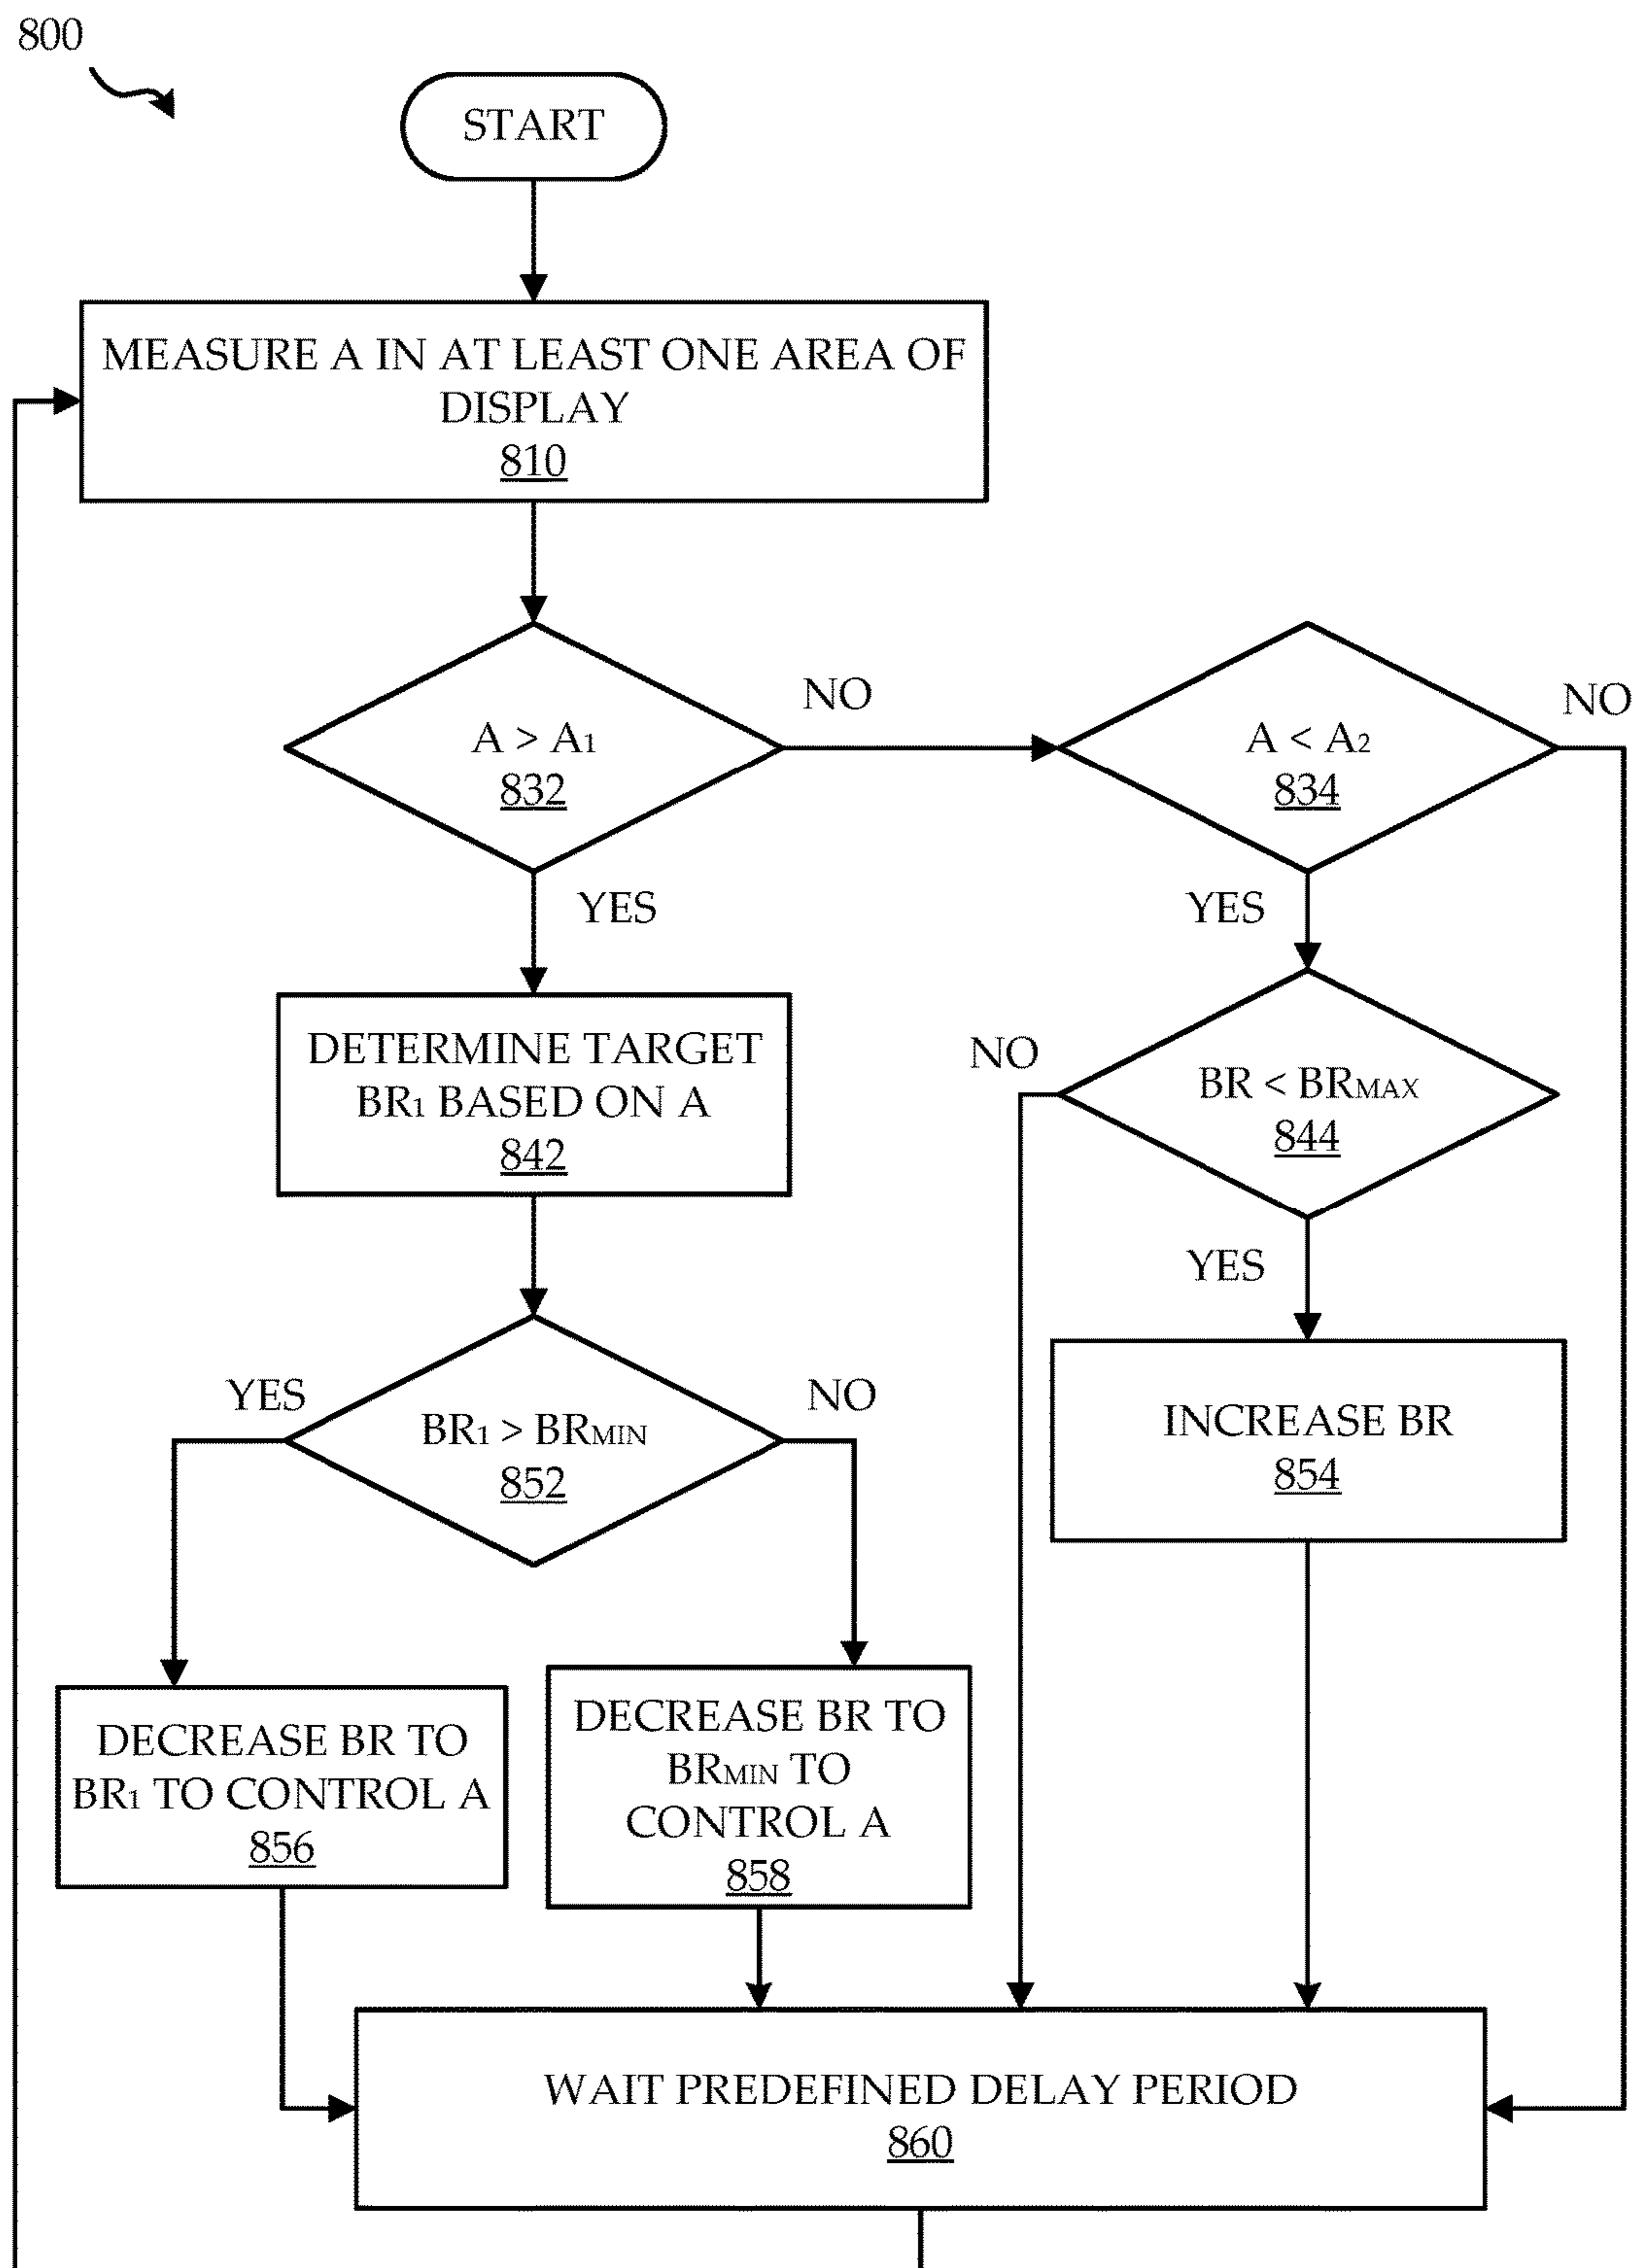 800
START
MEASURE A IN AT LEAST ONE AREA OF
DISPLAY
810
A > A1
832
NO
A < A2
834
NO
YES
YES
DETERMINE TARGET
BR1 BASED ON A
842
NO
BR < BRMAX
844
YES
YES
BR1 > BRMIN
852
NO
INCREASE BR
854
DECREASE BR TO
BR1 TO CONTROL A
856
DECREASE BR TO
BRMIN TO
CONTROL A
858
WAIT PREDEFINED DELAY PERIOD
860